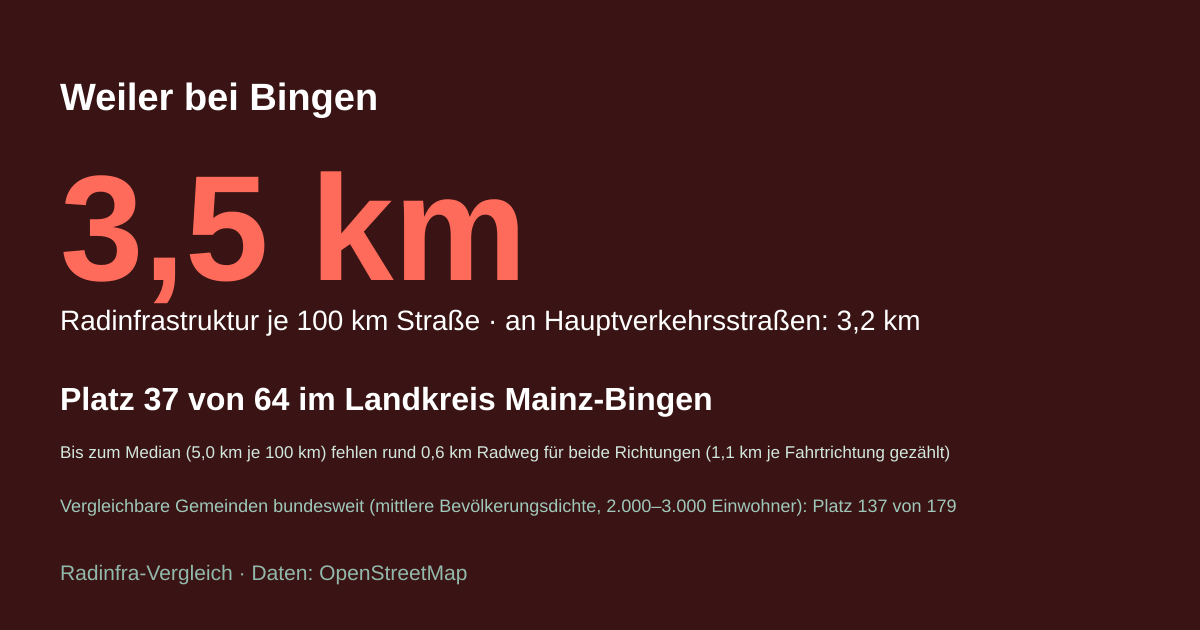 Weiler bei Bingen
3,5 km
Radinfrastruktur je 100 km Straße · an Hauptverkehrsstraßen: 3,2 km
Platz 37 von 64 im Landkreis Mainz-Bingen
Bis zum Median (5,0 km je 100 km) fehlen rund 0,6 km Radweg für beide Richtungen (1,1 km je Fahrtrichtung gezählt)
Vergleichbare Gemeinden bundesweit (mittlere Bevölkerungsdichte, 2.000–3.000 Einwohner): Platz 137 von 179
Radinfra-Vergleich · Daten: OpenStreetMap